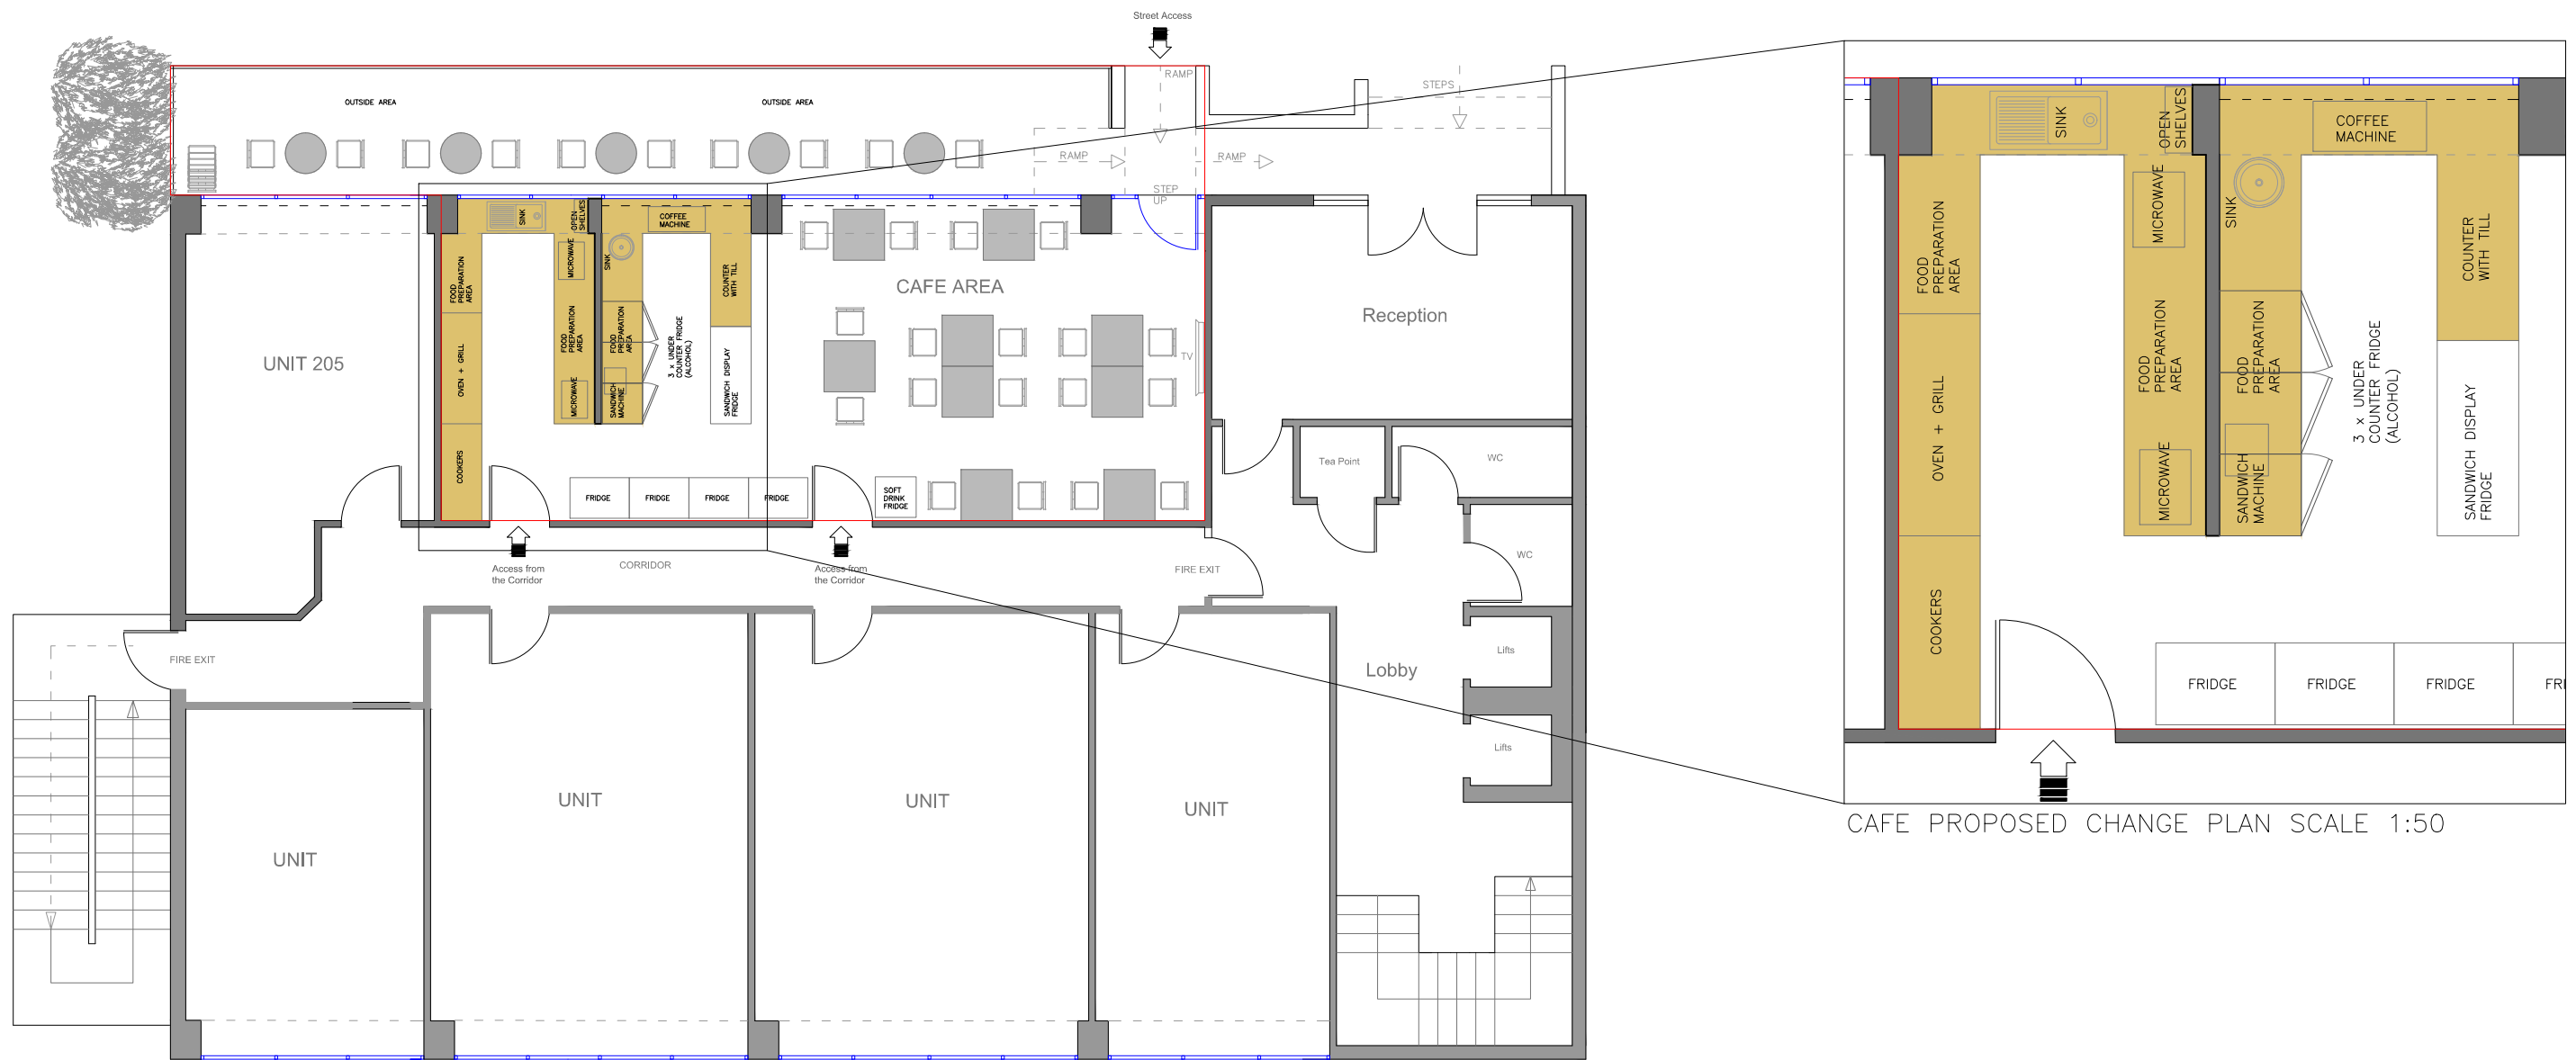 Street Access
RAMP
STEPS
OUTSIDE AREA
OUTSIDE AREA
RAMP
RAMP
STEP
UP
SINK
OPEN
SHELVES
COFFEE
MACHINE
MICROWAVE
SINK
FOOD
PREPARATION
AREA
COUNTER
WITH TILL
CAFE AREA
Reception
UNIT 205
OVEN + GRILL
FOOD
PREPARATION
AREA
FOOD
PREPARATION
AREA
3 x UNDER
COUNTER FRIDGE
(ALCOHOL)
SANDWICH DISPLAY
FRIDGE
TV
MICROWAVE
SANDWICH
MACHINE
COOKERS
FRIDGE
FRIDGE
FRIDGE
FRIDGE
SOFT
DRINK
FRIDGE
Tea Point
WC
WC
Access from
the Corridor
CORRIDOR
Access from
the Corridor
FIRE EXIT
FIRE EXIT
Lobby
Lifts
Lifts
UNIT
UNIT
UNIT
UNIT
SINK
OPEN
SHELVES
COFFEE
MACHINE
MICROWAVE
SINK
FOOD
PREPARATION
AREA
COUNTER
WITH TILL
OVEN + GRILL
FOOD
PREPARATION
AREA
FOOD
PREPARATION
AREA
3 x UNDER
COUNTER FRIDGE
(ALCOHOL)
SANDWICH DISPLAY
FRIDGE
MICROWAVE
SANDWICH
MACHINE
COOKERS
FRIDGE
FRIDGE
FRIDGE
FRI
CAFE PROPOSED CHANGE PLAN SCALE 1:50